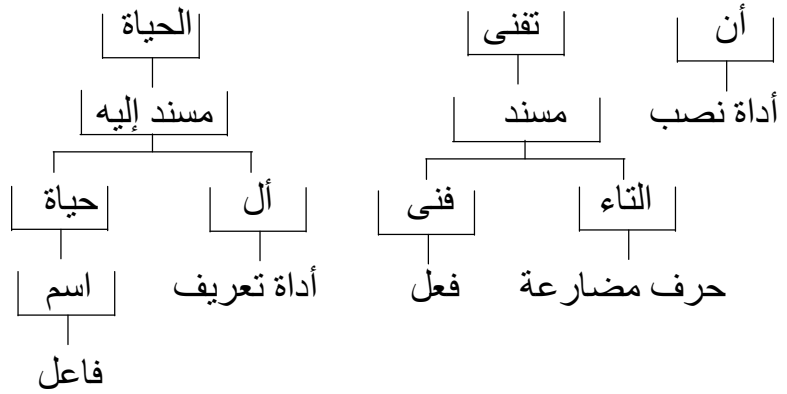 أن تفنى الحياة
أداة نصب مسند مسند إليه
التاء فنى أل حياة
حرف مضارعة فعل أداة تعريف اسم
فاعل